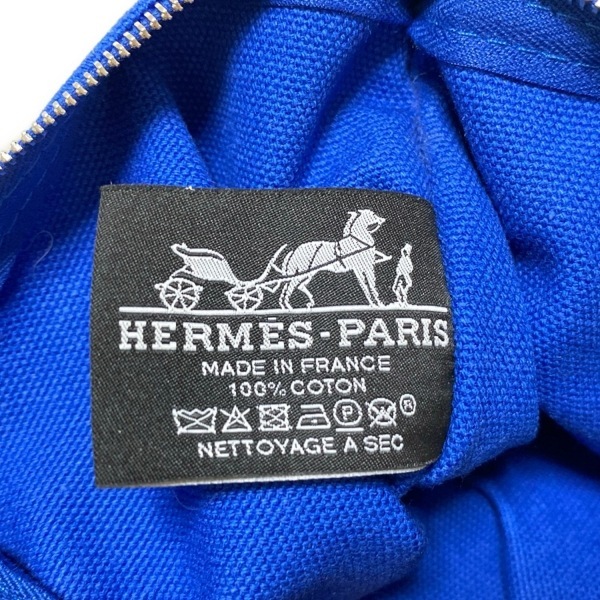 HERMÈS-PARIS
MADE IN FRANCE
100% COTON
P ®
NETTOYAGE A SEC